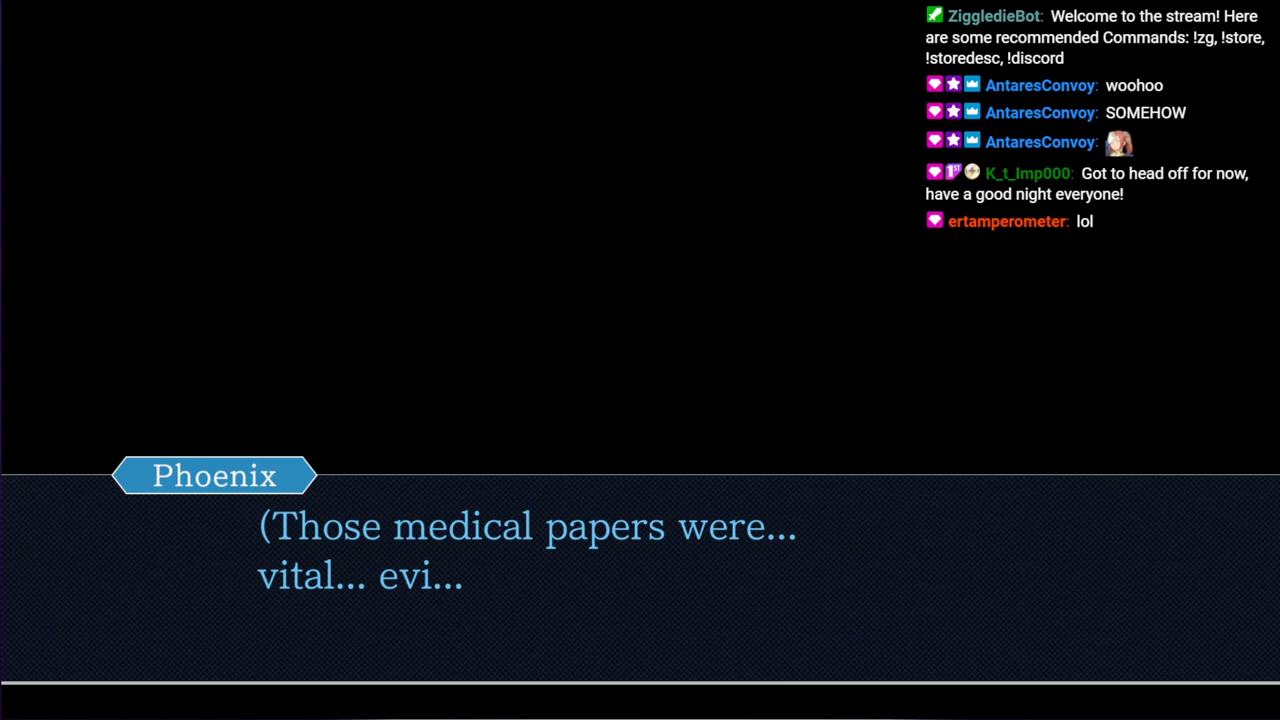 ZiggledieBot: Welcome to the stream! Here
are some recommended Commands: !zg, !store,
!storedesc, !discord
AntaresConvoy: woohoo
AntaresConvoy: SOMEHOW
AntaresConvoy:
1ST K_t_Imp000: Got to head off for now,
have a good night everyone!
ertamperometer: lol
Phoenix
(Those medical papers were...
vital... evi...